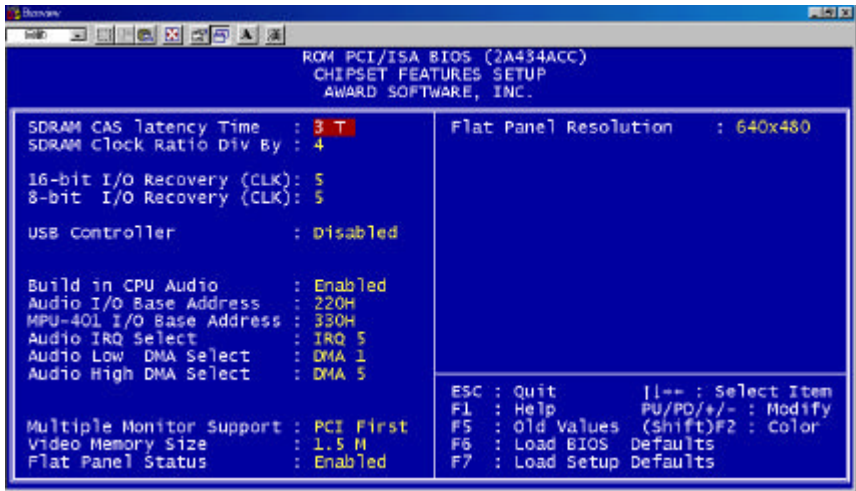 ROM PCI/ISA BIOS (2A434ACC)
CHIPSET FEATURES SETUP
AWARD SOFTWARE, INC.
SDRAM CAS latency Time : 3 T
SDRAM Clock Ratio Div By : 4
16-bit I/O Recovery (CLK): 5
8-bit I/O Recovery (CLK): 5
USB Controller : Disabled
Build in CPU Audio : Enabled
Audio I/O Base Address : 220H
MPU-401 I/O Base Address : 330H
Audio IRQ Select : IRQ 5
Audio Low DMA Select : DMA 1
Audio High DMA Select : DMA 5
Multiple Monitor Support : PCI First
Video Memory Size : 1.5 M
Flat Panel Status : Enabled
Flat Panel Resolution : 640x480
ESC : Quit : Select Item
F1 : Help PU/PD/+/- : Modify
F5 : Old Values (Shift)F2 : Color
F6 : Load BIOS Defaults
F7 : Load Setup Defaults